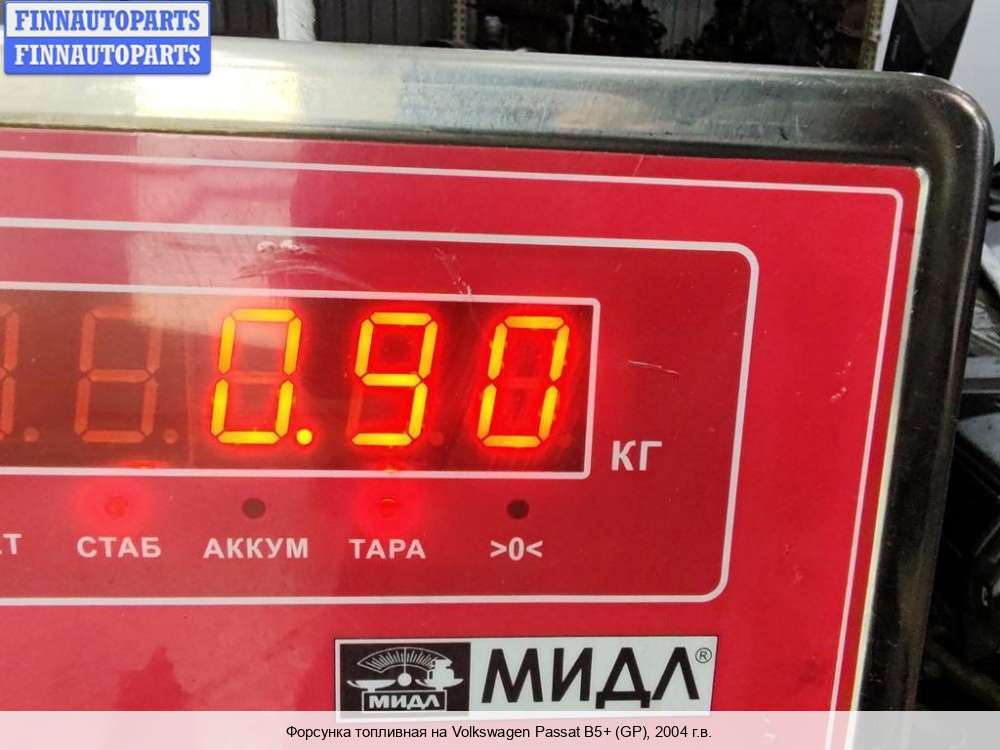 FINNAUTOPARTS
FINNAUTOPARTS
0.90
КГ
СТАБ АККУМ ТАРА >0<
МИДЛ МИДЛ®
Форсунка топливная на Volkswagen Passat B5+ (GP), 2004 г.в.